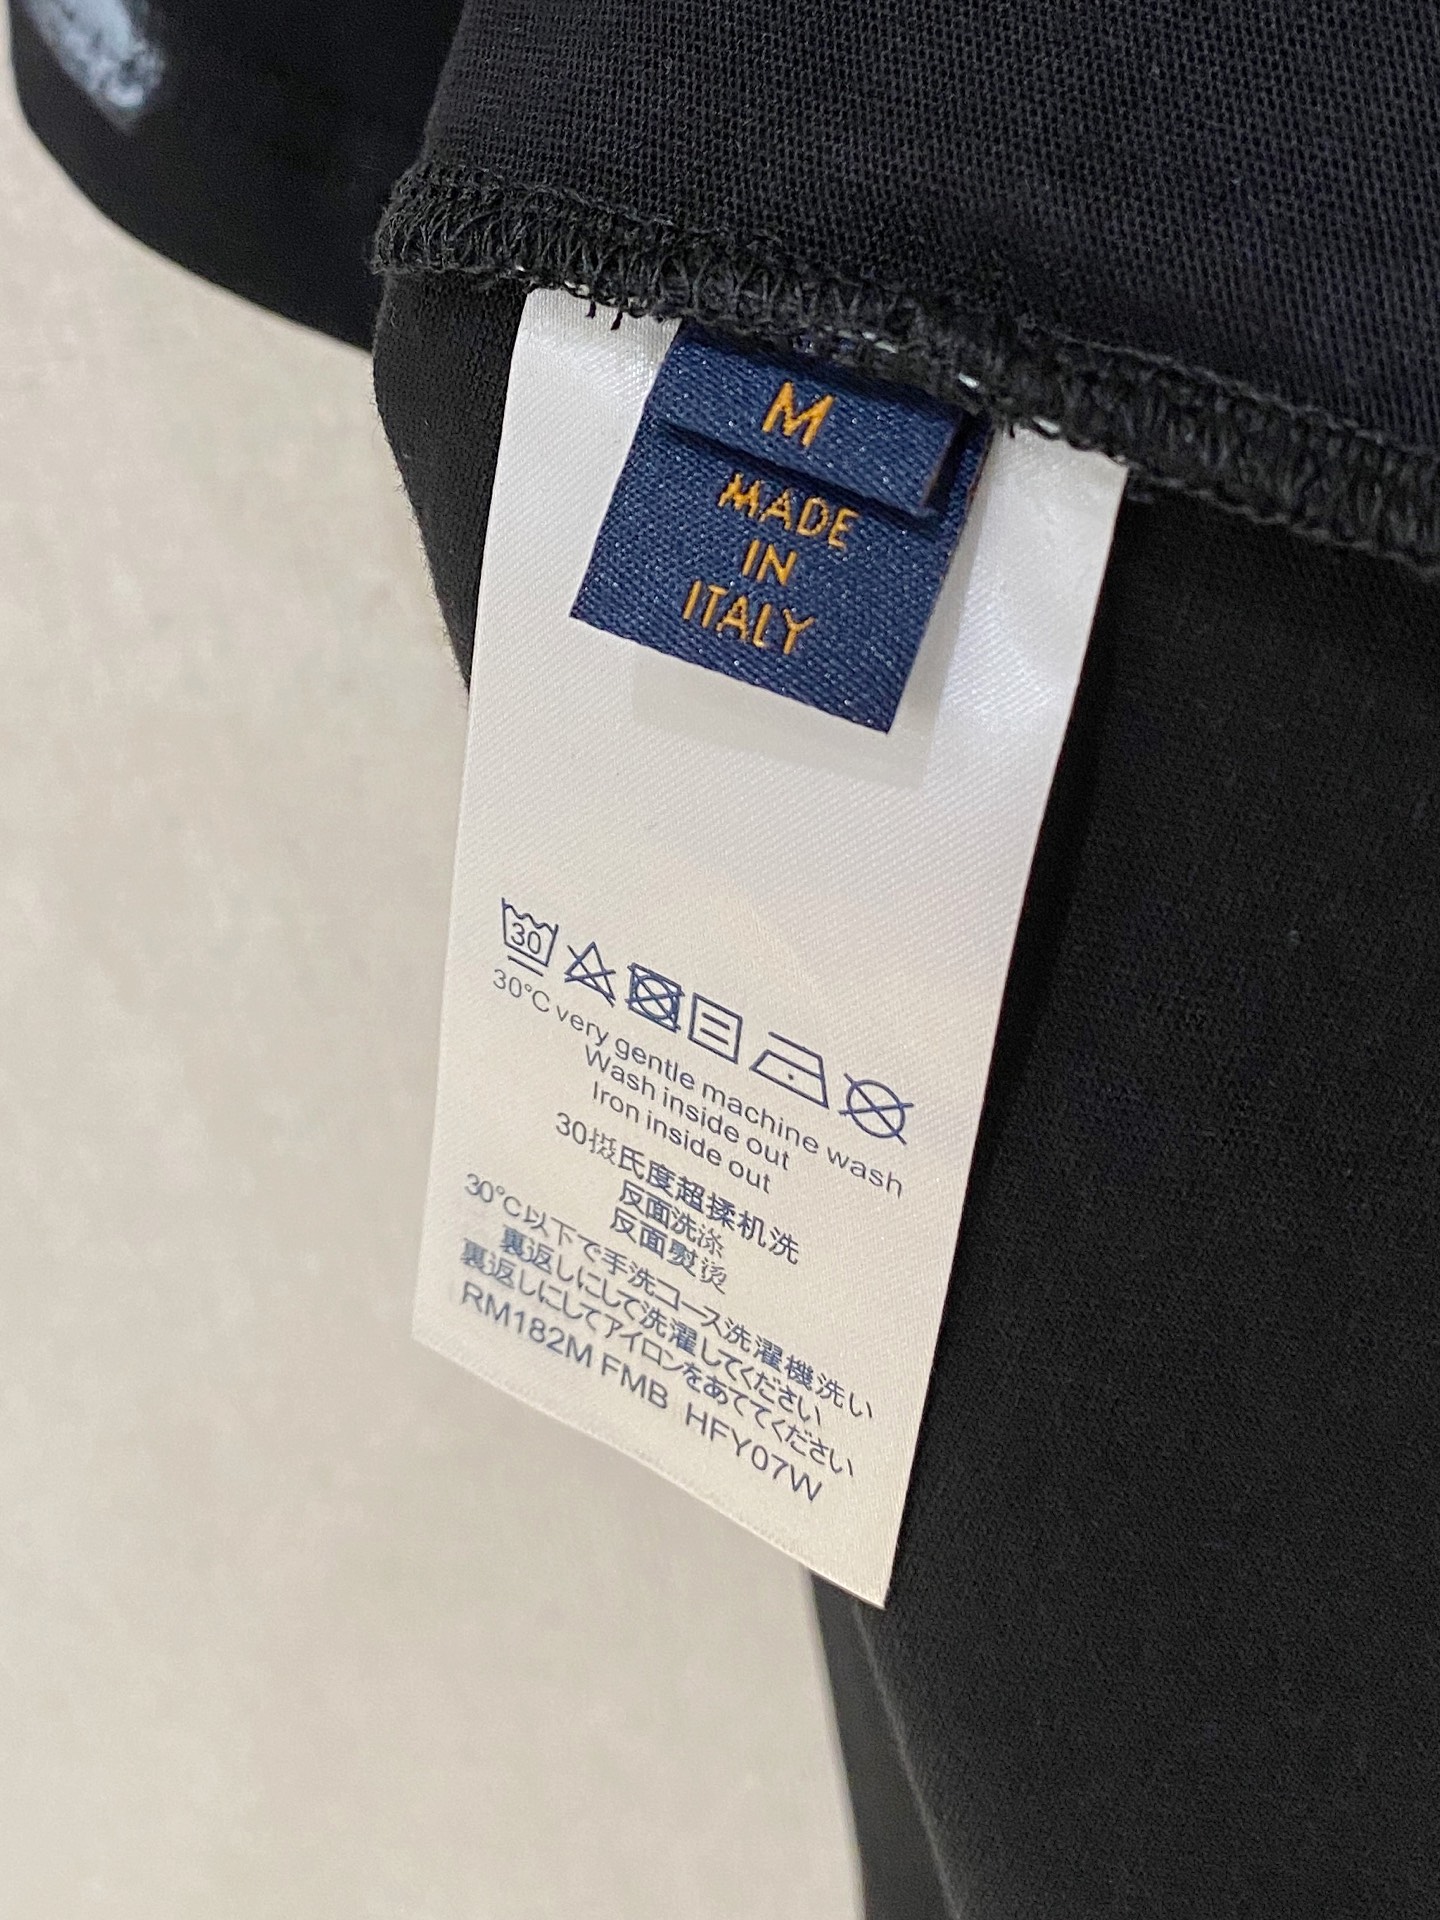 M
MADE
IN
ITALY
30
30°C very gentle machine wash
Wash inside out
Iron inside out
30摄氏度超揉机洗
反面洗涤
反面熨烫
30°C以下で手洗コース洗濯機洗い
裏返しにして洗濯してください
裏返しにしてアイロンをあててください
RM182M FMB HFY07W